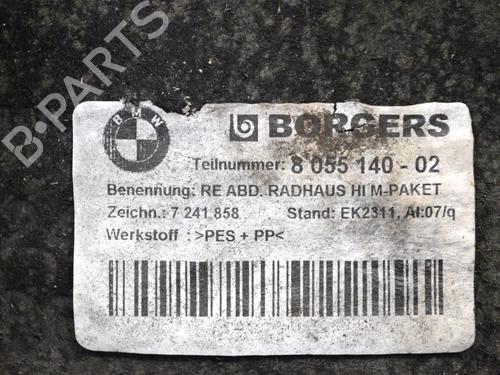 B-PARTS
BMW
BORGERS
Teilnummer: 8 055 140 - 02
Benennung: RE ABD. RADHAUS HI M-PAKET
Zeichn.: 7 241 858 Stand: EK2311, AI:07/q
Werkstoff : >PES + PP<